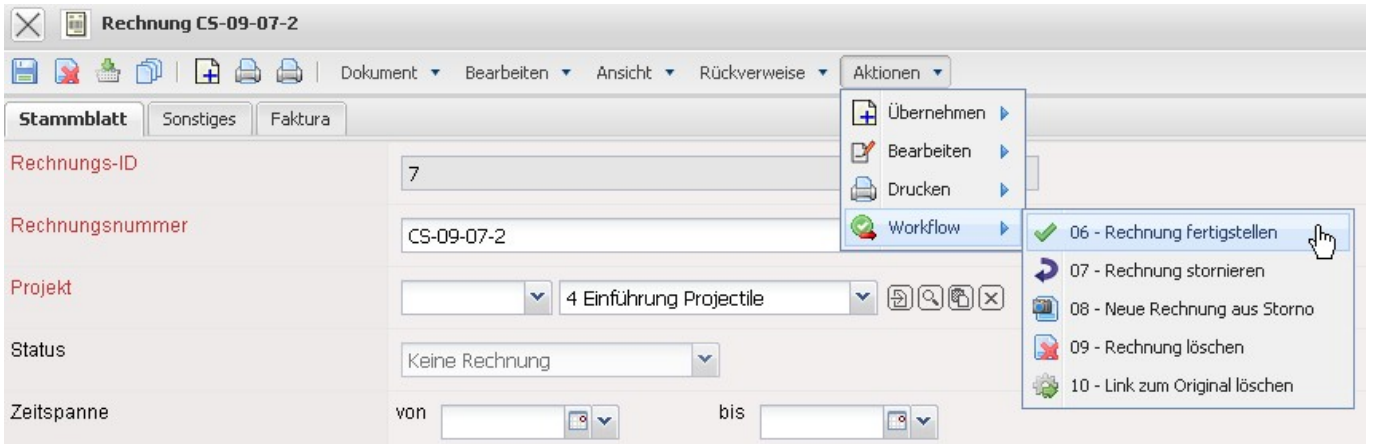 Rechnung CS-09-07-2
Dokument Bearbeiten Ansicht Rückverweise Aktionen
Stammblatt Sonstiges Faktura
Übernehmen
Bearbeiten
Drucken
Workflow
06 - Rechnung fertigstellen
07 - Rechnung stornieren
08 - Neue Rechnung aus Storno
09 - Rechnung löschen
10 - Link zum Original löschen
Rechnungs-ID 7
Rechnungsnummer CS-09-07-2
Projekt 4 Einführung Projectile
Status Keine Rechnung
Zeitspanne von bis